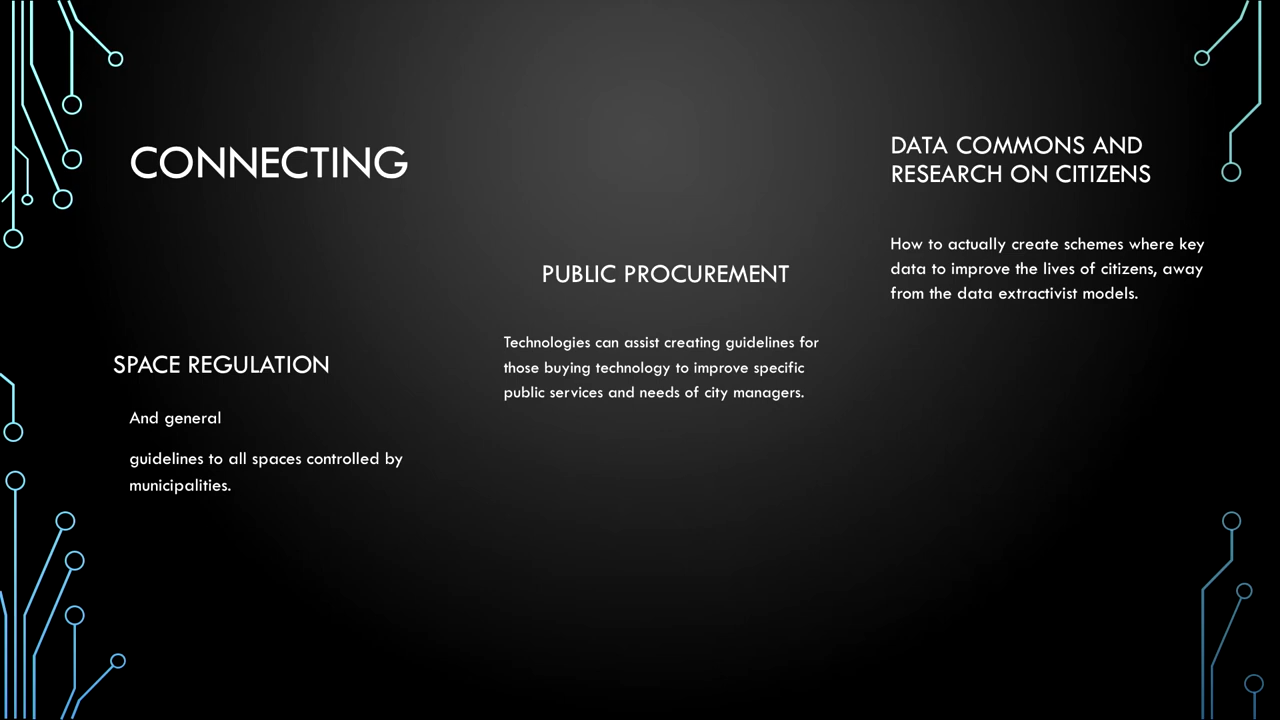 CONNECTING
SPACE REGULATION
And general
guidelines to all spaces controlled by
municipalities.
PUBLIC PROCUREMENT
Technologies can assist creating guidelines for
those buying technology to improve specific
public services and needs of city managers.
DATA COMMONS AND
RESEARCH ON CITIZENS
How to actually create schemes where key
data to improve the lives of citizens, away
from the data extractivist models.